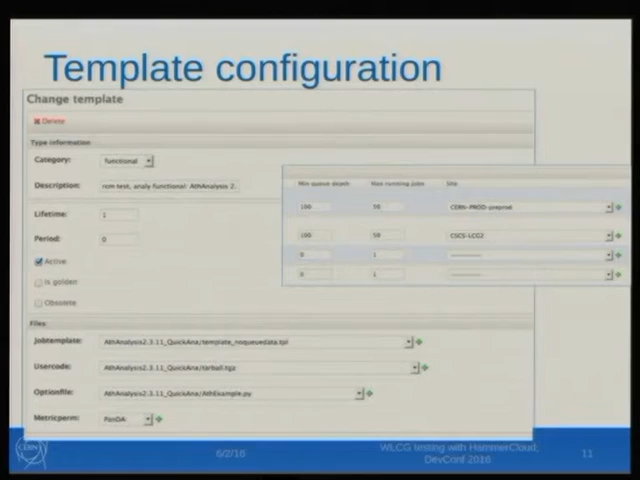 Template configuration
Change template
Delete
Type information
Category: functional
Description: rom test, analy functional: AthAnalysis 2.
Lifetime: 1
Period: 0
Active
Is golden
Obsolete
Min queue depth Max running jobs Site
100 50 CERN-PROD-preprod
100 50 CSCS-LCG2
0 1 ---------
0 1 ---------
Files
Jobtemplate: AthAnalysis2.3.11_QuickAna/template_noqueuedata.tpl
Usercode: AthAnalysis2.3.11_QuickAna/tarball.tgz
Optionfile: AthAnalysis2.3.11_QuickAna/AthExample.py
Metricperm: PanDA
CERN
6/2/16
WLCG testing with HammerCloud;
DevConf 2016
11